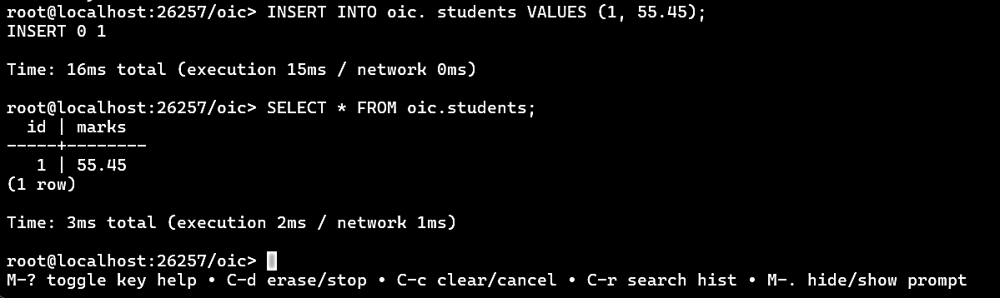 root@localhost:26257/oic> INSERT INTO oic. students VALUES (1, 55.45);
INSERT 0 1
Time: 16ms total (execution 15ms / network 0ms)
root@localhost:26257/oic> SELECT * FROM oic.students;
  id | marks
-----+--------
   1 | 55.45
(1 row)
Time: 3ms total (execution 2ms / network 1ms)
root@localhost:26257/oic>
M-? toggle key help • C-d erase/stop • C-c clear/cancel • C-r search hist • M-. hide/show prompt